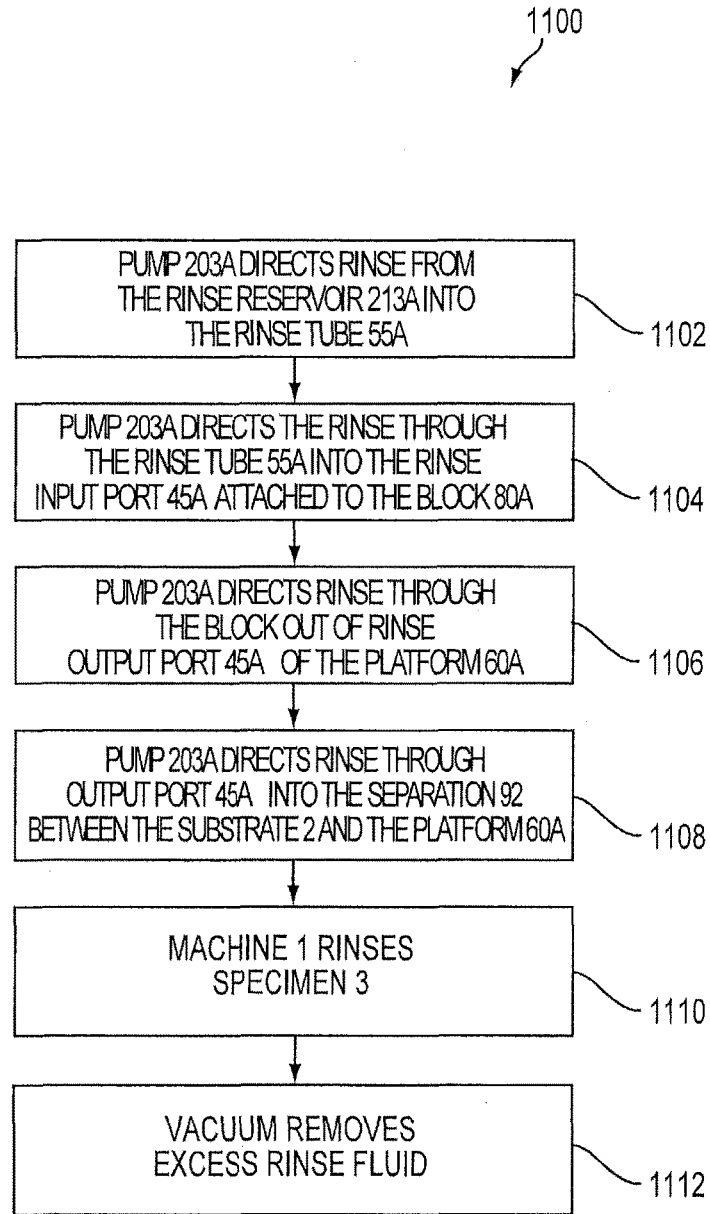 1100
PUMP 203A DIRECTS RINSE FROM
THE RINSE RESERVOIR 213A INTO
THE RINSE TUBE 55A
1102
PUMP 203A DIRECTS THE RINSE THROUGH
THE RINSE TUBE 55A INTO THE RINSE
INPUT PORT 45A ATTACHED TO THE BLOCK 80A
1104
PUMP 203A DIRECTS RINSE THROUGH
THE BLOCK OUT OF RINSE
OUTPUT PORT 45A OF THE PLATFORM 60A
1106
PUMP 203A DIRECTS RINSE THROUGH
OUTPUT PORT 45A INTO THE SEPARATION 92
BETWEEN THE SUBSTRATE 2 AND THE PLATFORM 60A
1108
MACHINE 1 RINSES
SPECIMEN 3
1110
VACUUM REMOVES
EXCESS RINSE FLUID
1112